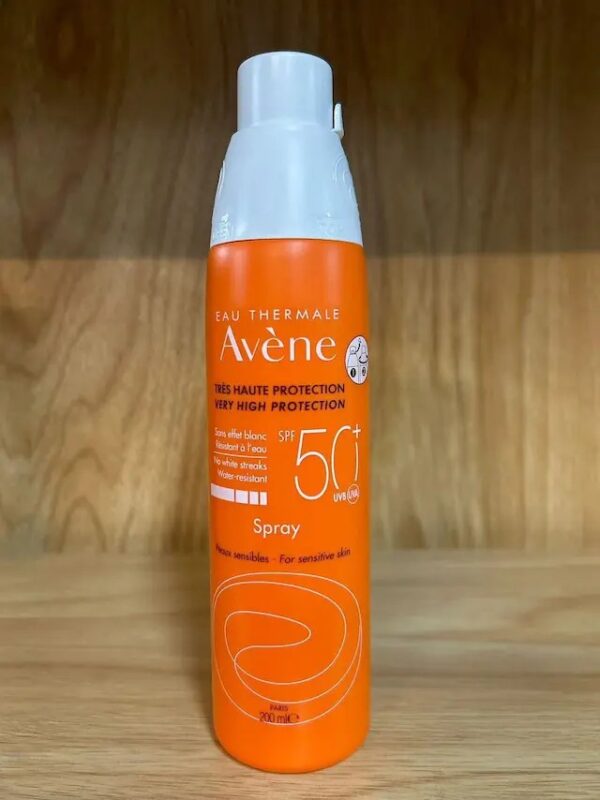 EAU THERMALE
Avène
TRÈS HAUTE PROTECTION
VERY HIGH PROTECTION
Sans effet blanc
Résistant à l'eau
No white streaks
Water-resistant
SPF 50+
UVB UVA
Spray
Peaux sensibles - For sensitive skin
PARIS
200 ml